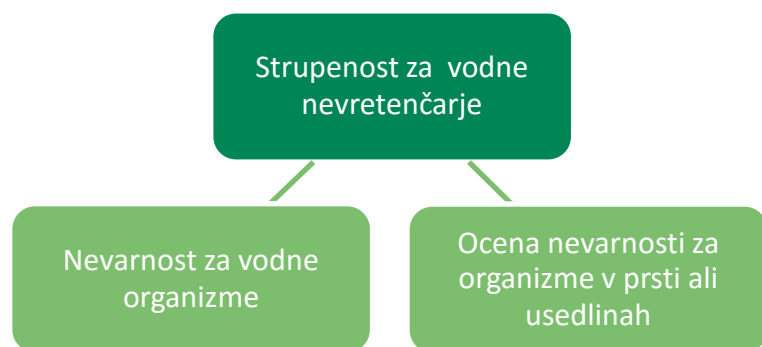 Strupenost za  vodne
nevretenčarje
Nevarnost za vodne
organizme
Ocena nevarnosti za
organizme v prsti ali
usedlinah